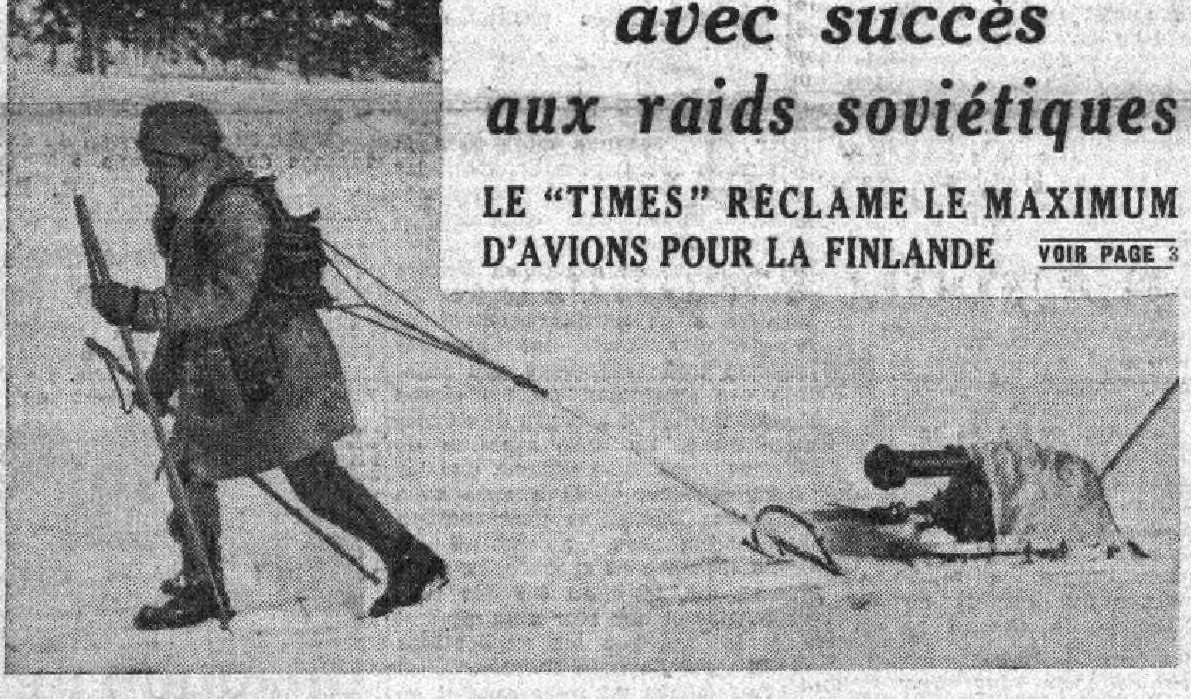 avec succès
aux raids soviétiques
LE “TIMES” RÉCLAME LE MAXIMUM
D'AVIONS POUR LA FINLANDE VOIR PAGE 3